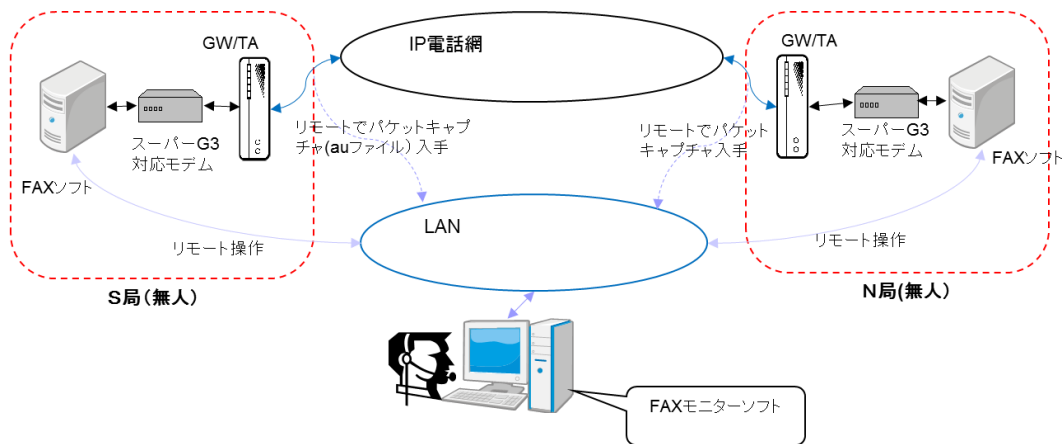 IP電話網
GW/TA
GW/TA
スーパーG3
対応モデム
リモートでパケットキャプ
チャ(auファイル）入手
リモートでパケット
キャプチャ入手
スーパーG3
対応モデム
FAXソフト
FAXソフト
LAN
リモート操作
リモート操作
S局（無人）
N局(無人）
FAXモニターソフト